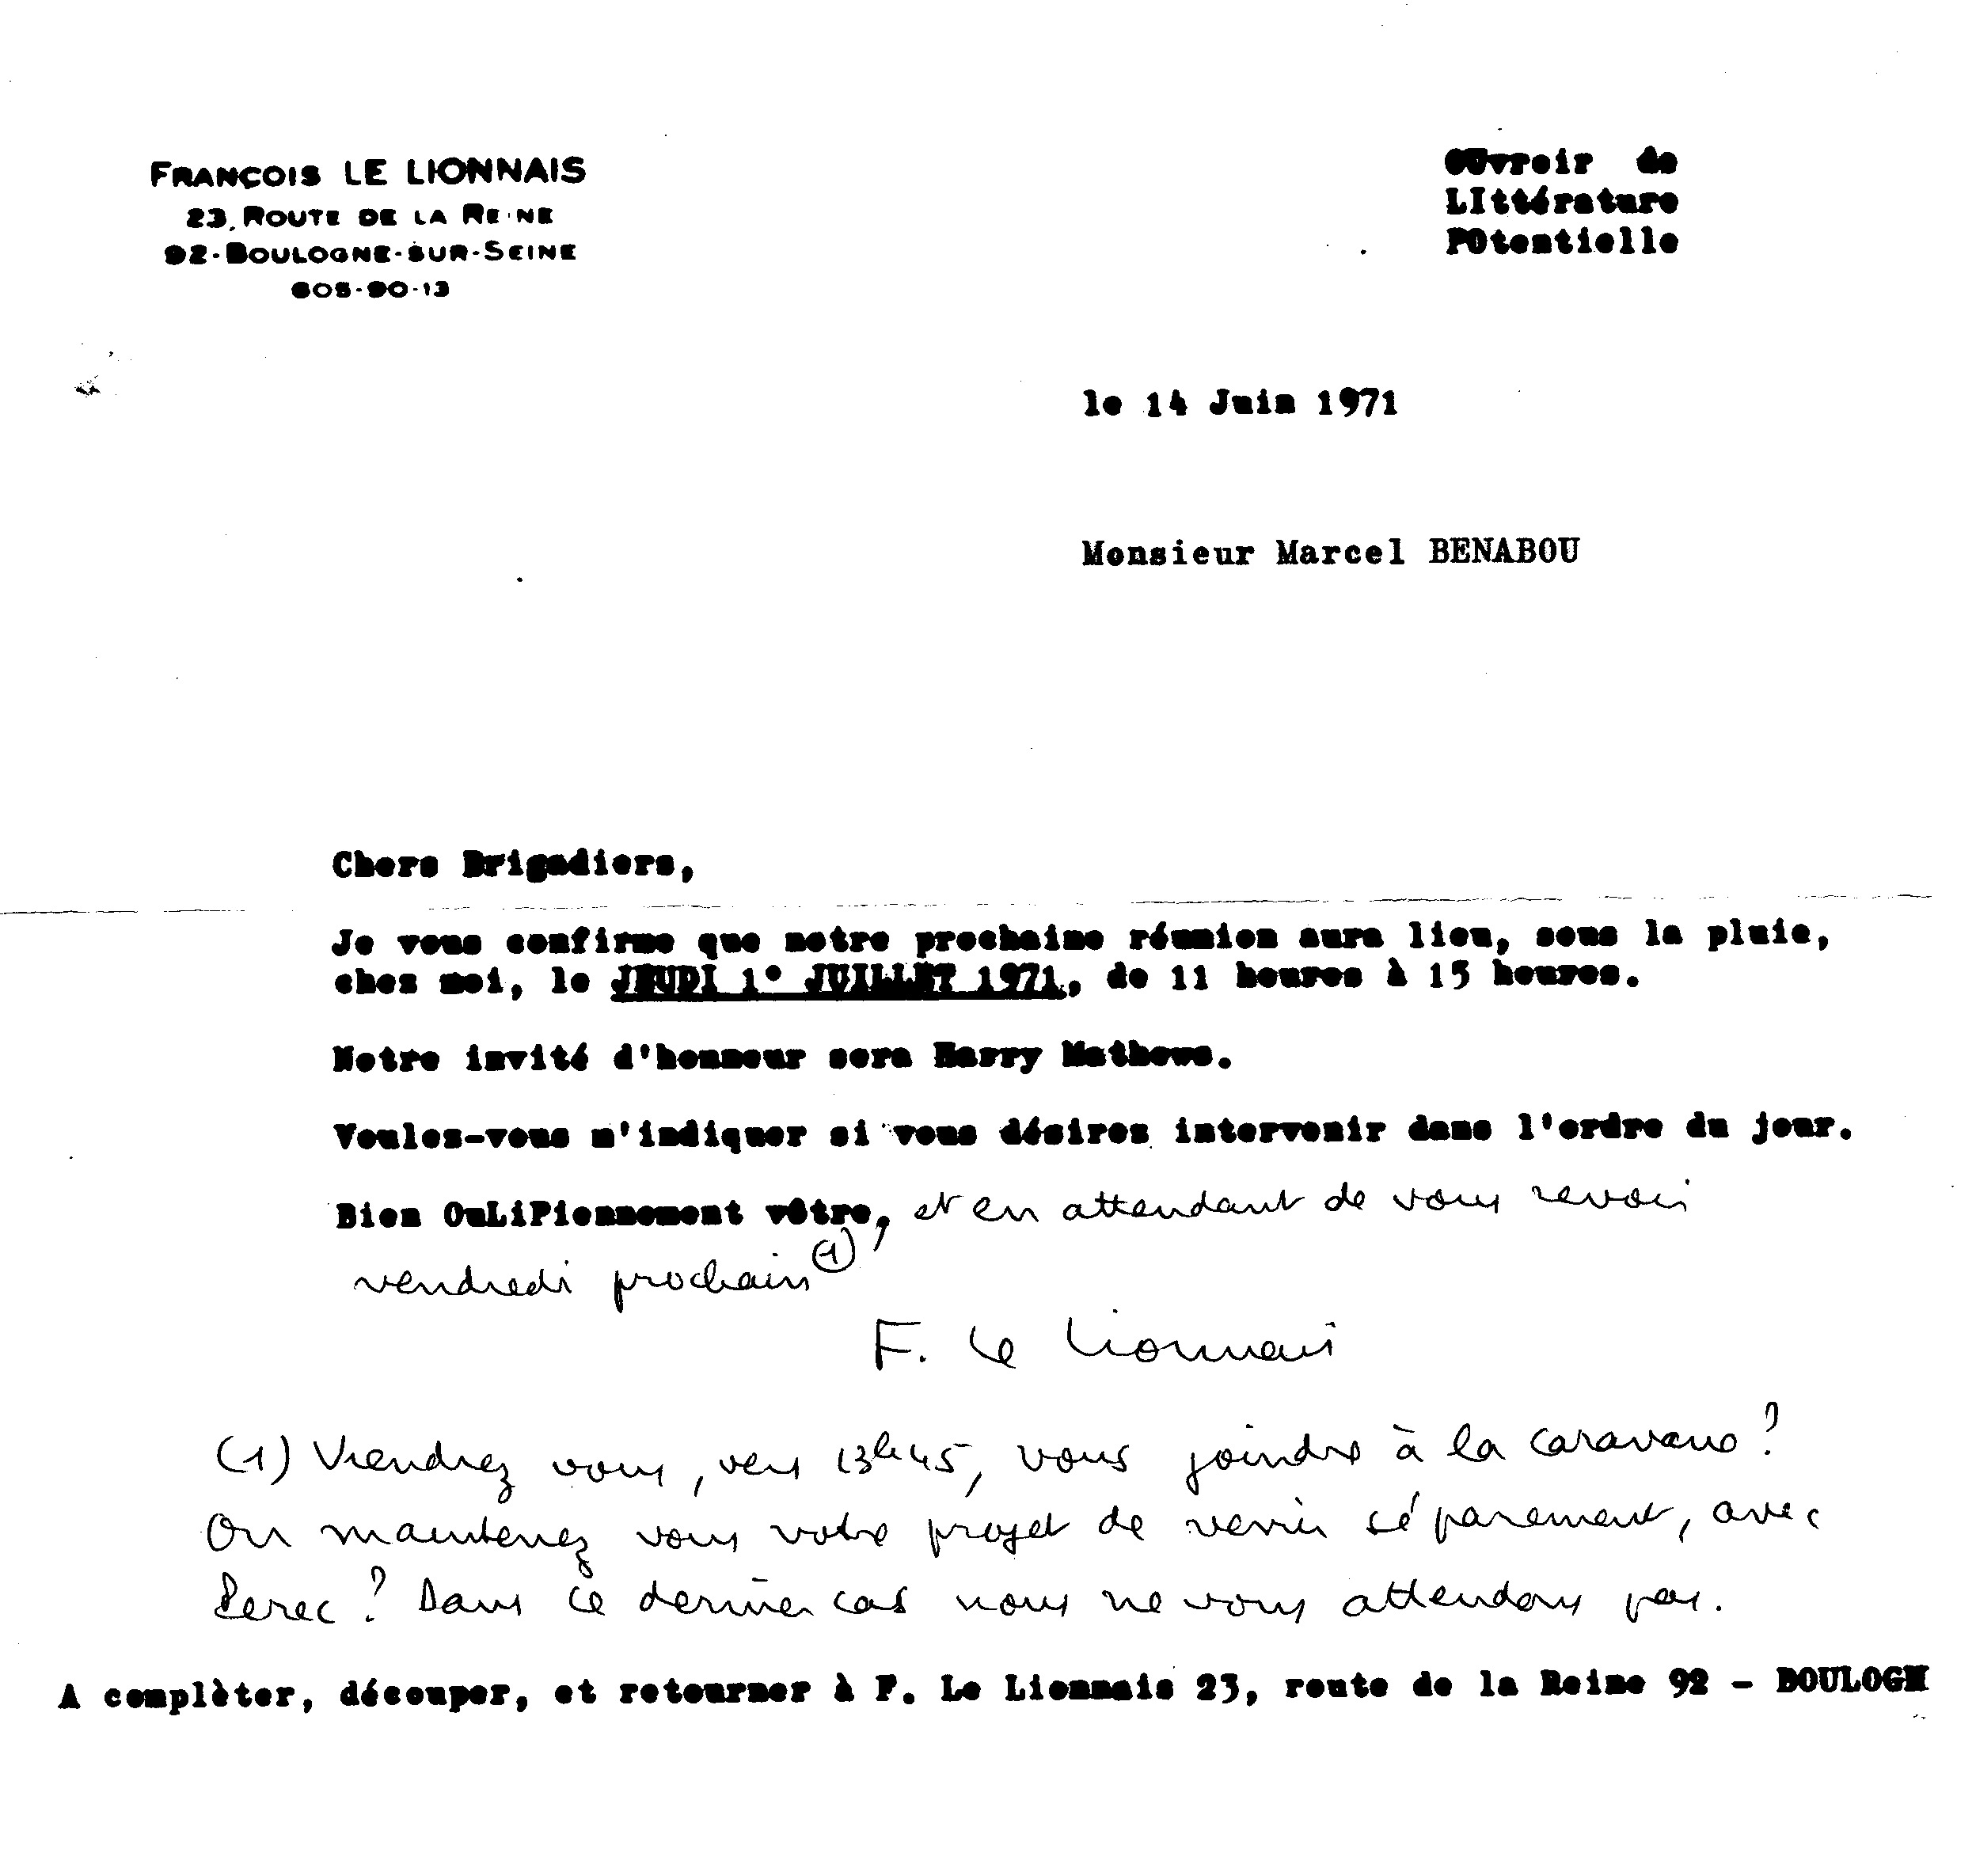 FRANÇOIS LE LIONNAIS
23, ROUTE DE LA REINE
92-BOULOGNE-SUR-SEINE
605-90-13
OUvroir de
LIttérature
POtentielle
le 14 Juin 1971
Monsieur Marcel BENABOU
Chers Brigadiers,
Je vous confirme que notre prochaine réunion aura lieu, sous la pluie,
chez moi, le JEUDI 1° JUILLET 1971, de 11 heures à 15 heures.
Notre invité d'honneur sera Harry Mathews.
Voulez-vous m'indiquer si vous désirez intervenir dans l'ordre du jour.
Bien OuLiPiennement vôtre, et en attendant de vous revoir
vendredi prochain (1),
F. Le Lionnais
(1) Viendrez vous, vers 13h45, vous joindre à la caravane ?
Ou maintenez vous votre projet de venir séparement, avec
Perec ? Dans ce dernier cas nous ne vous attendons pas.
A complèter, découper, et retourner à F. Le Lionnais 23, route de la Reine 92 - BOULOGN